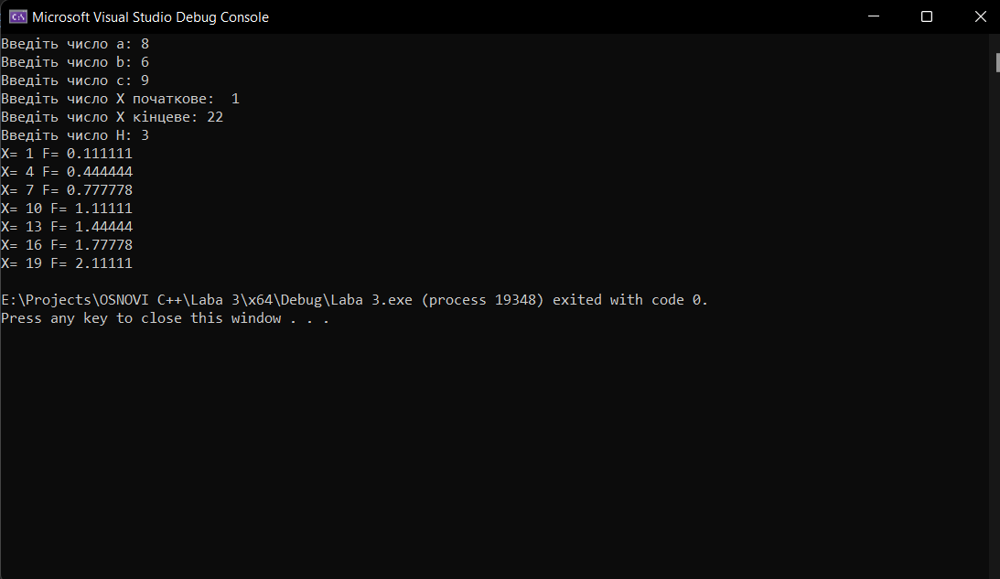 Microsoft Visual Studio Debug Console
Введіть число a: 8
Введіть число b: 6
Введіть число c: 9
Введіть число X початкове:  1
Введіть число X кінцеве: 22
Введіть число H: 3
X= 1 F= 0.111111
X= 4 F= 0.444444
X= 7 F= 0.777778
X= 10 F= 1.11111
X= 13 F= 1.44444
X= 16 F= 1.77778
X= 19 F= 2.11111
E:\Projects\OSNOVI C++\Laba 3\x64\Debug\Laba 3.exe (process 19348) exited with code 0.
Press any key to close this window . . .